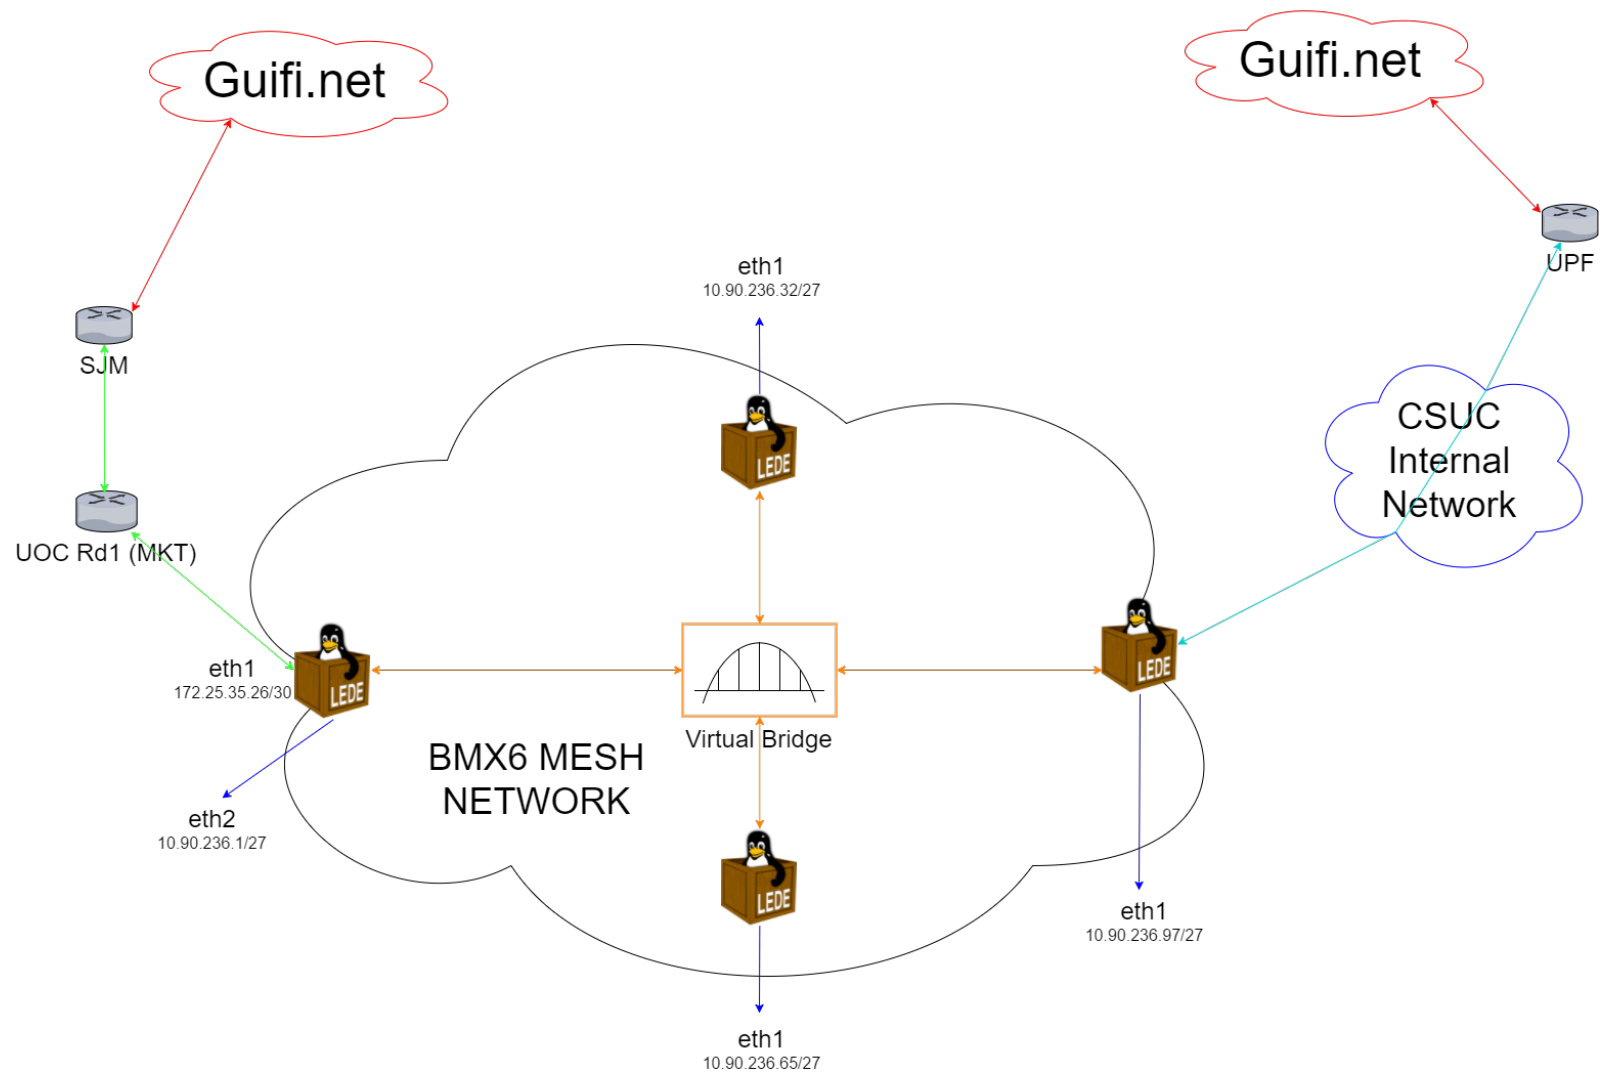 Guifi.net
Guifi.net
UPF
eth1
10.90.236.32/27
SJM
CSUC
Internal
Network
LEDE
UOC Rd1 (MKT)
eth1
172.25.35.26/30
LEDE
LEDE
Virtual Bridge
BMX6 MESH
NETWORK
eth2
10.90.236.1/27
LEDE
eth1
10.90.236.97/27
eth1
10.90.236.65/27